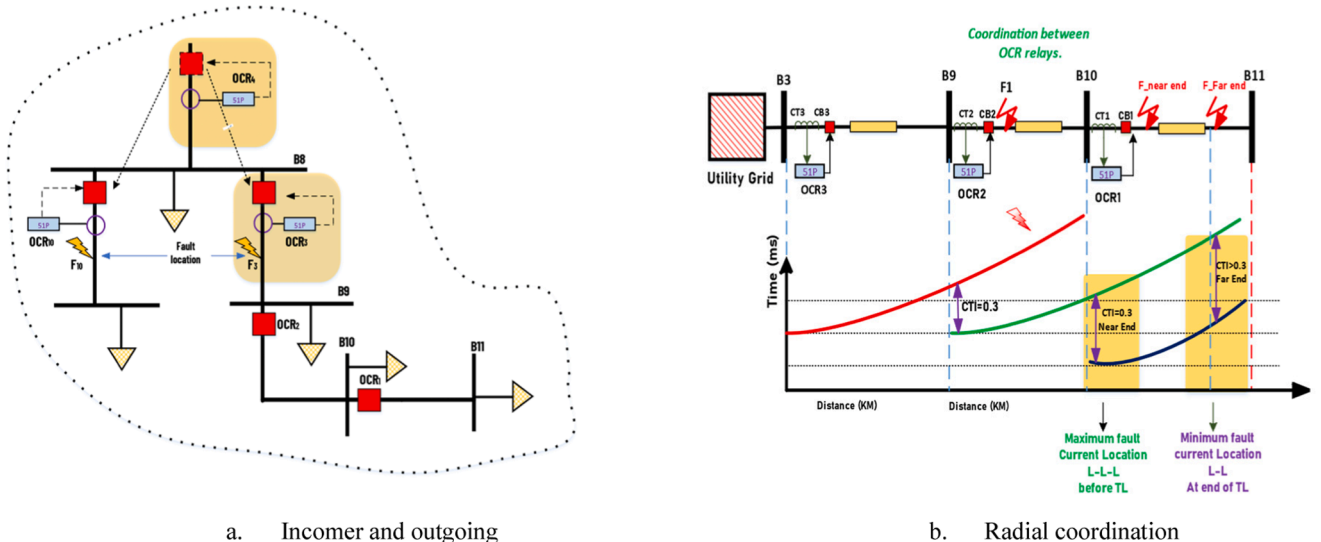 OCR4
51P
B8
51P
OCR10
F10
Fault
location
F3
51P
OCR3
B9
OCR2
B10
B11
OCR1
a. Incomer and outgoing
Coordination between
OCR relays.
B3
B9
B10
B11
F1
F_near end
F_Far end
CT3
CB3
CT2
CB2
CT1
CB1
51P
51P
51P
Utility Grid
OCR3
OCR2
OCR1
Time (ms)
CTI=0.3
CTI=0.3
Near End
CTI>0.3
Far End
Distance (KM)
Distance (KM)
Maximum fault
Current Location
L-L-L
before TL
Minimum fault
current Location
L-L
At end of TL
b. Radial coordination